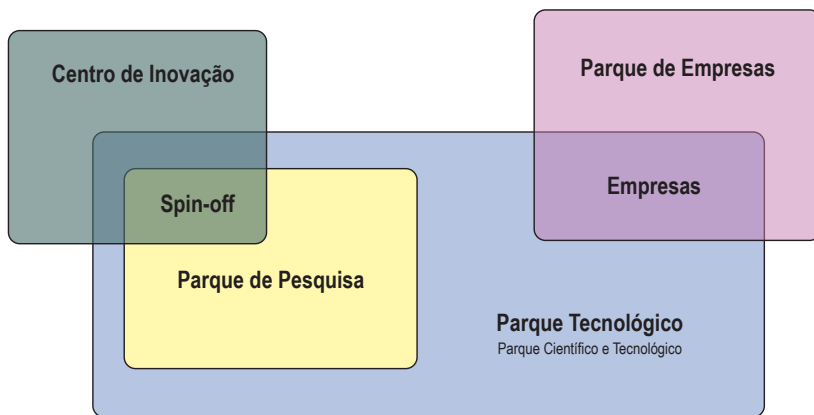 Centro de Inovação
Parque de Empresas
Spin-off
Empresas
Parque de Pesquisa
Parque Tecnológico
Parque Científico e Tecnológico